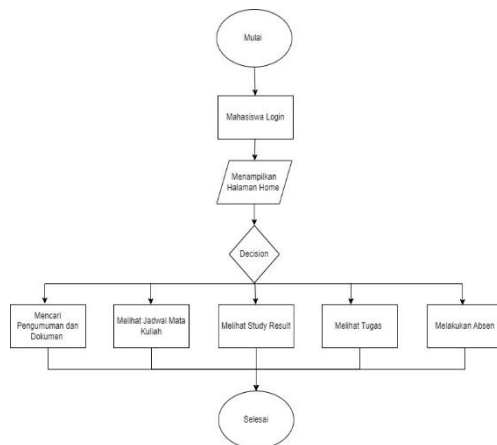 Mulai
Mahasiswa Login
Menampilkan
Halaman Home
Decision
Mencari
Pengumuman dan
Dokumen
Melihat Jadwal Mata
Kuliah
Melihat Study Result
Melihat Tugas
Melakukan Absen
Selesai